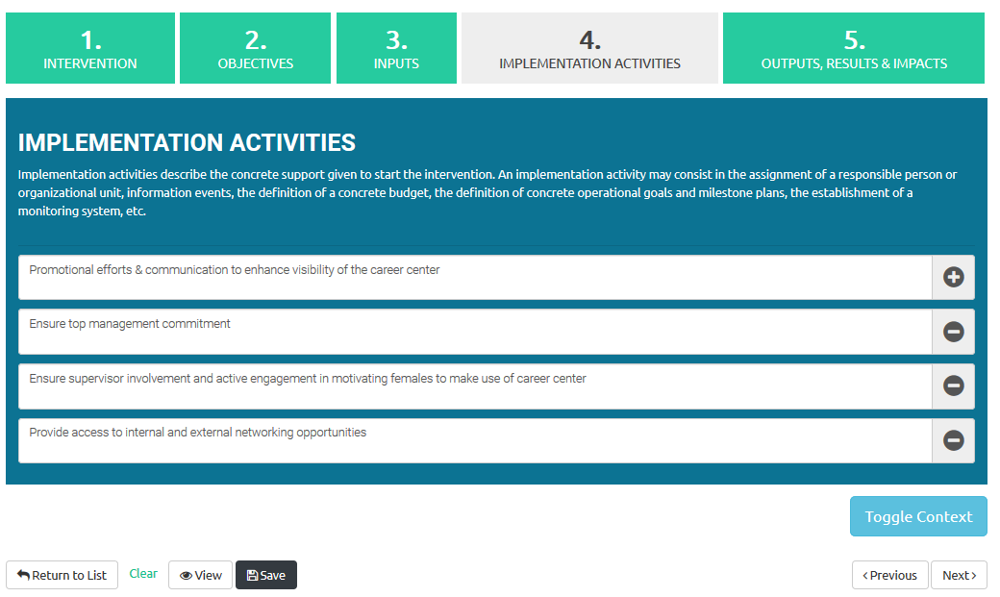 1.
INTERVENTION
2.
OBJECTIVES
3.
INPUTS
4.
IMPLEMENTATION ACTIVITIES
5.
OUTPUTS, RESULTS & IMPACTS
IMPLEMENTATION ACTIVITIES
Implementation activities describe the concrete support given to start the intervention. An implementation activity may consist in the assignment of a responsible person or
organizational unit, information events, the definition of a concrete budget, the definition of concrete operational goals and milestone plans, the establishment of a
monitoring system, etc.
Promotional efforts & communication to enhance visibility of the career center
Ensure top management commitment
Ensure supervisor involvement and active engagement in motivating females to make use of career center
Provide access to internal and external networking opportunities
Toggle Context
Return to List
Clear
View
Save
Previous
Next